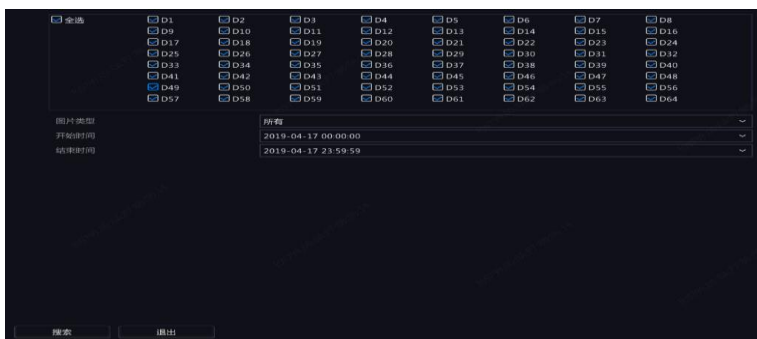 全选 D1 D2 D3 D4 D5 D6 D7 D8
D9 D10 D11 D12 D13 D14 D15 D16
D17 D18 D19 D20 D21 D22 D23 D24
D25 D26 D27 D28 D29 D30 D31 D32
D33 D34 D35 D36 D37 D38 D39 D40
D41 D42 D43 D44 D45 D46 D47 D48
D49 D50 D51 D52 D53 D54 D55 D56
D57 D58 D59 D60 D61 D62 D63 D64
图片类型 所有
开始时间 2019-04-17 00:00:00
结束时间 2019-04-17 23:59:59
搜索 退出